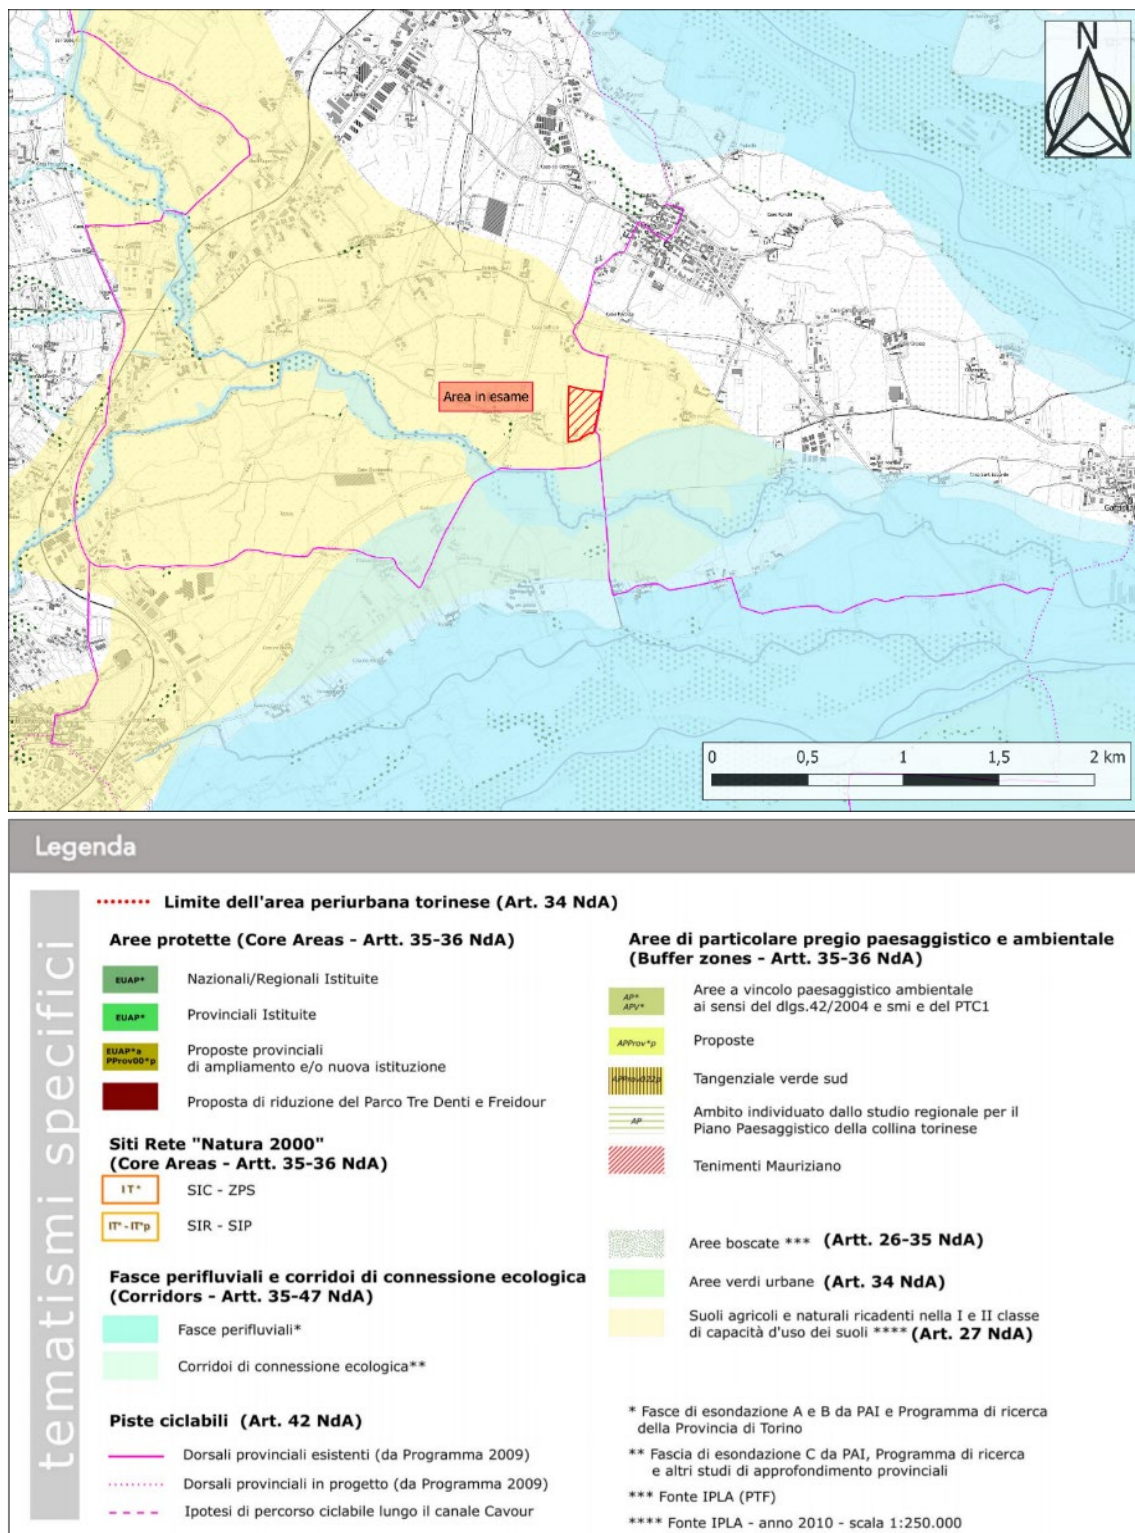 N
Area in esame
0 0,5 1 1,5 2 km
Legenda
tematismi specifici
Limite dell'area periurbana torinese (Art. 34 NdA)
Aree protette (Core Areas - Artt. 35-36 NdA)
EUAP*
Nazionali/Regionali Istituite
EUAP*
Provinciali Istituite
EUAP*a
PProv00*p
Proposte provinciali
di ampliamento e/o nuova istituzione
Proposta di riduzione del Parco Tre Denti e Freidour
Siti Rete "Natura 2000"
(Core Areas - Artt. 35-36 NdA)
IT*
SIC - ZPS
IT* - IT*p
SIR - SIP
Fasce perifluviali e corridoi di connessione ecologica
(Corridors - Artt. 35-47 NdA)
Fasce perifluviali*
Corridoi di connessione ecologica**
Piste ciclabili (Art. 42 NdA)
Dorsali provinciali esistenti (da Programma 2009)
Dorsali provinciali in progetto (da Programma 2009)
Ipotesi di percorso ciclabile lungo il canale Cavour
Aree di particolare pregio paesaggistico e ambientale
(Buffer zones - Artt. 35-36 NdA)
AP*
APV*
Aree a vincolo paesaggistico ambientale
ai sensi del dlgs.42/2004 e smi e del PTC1
APProv*p
Proposte
APProv022p
Tangenziale verde sud
AP
Ambito individuato dallo studio regionale per il
Piano Paesaggistico della collina torinese
Tenimenti Mauriziano
Aree boscate *** (Artt. 26-35 NdA)
Aree verdi urbane (Art. 34 NdA)
Suoli agricoli e naturali ricadenti nella I e II classe
di capacità d'uso dei suoli **** (Art. 27 NdA)
* Fasce di esondazione A e B da PAI e Programma di ricerca
della Provincia di Torino
** Fascia di esondazione C da PAI, Programma di ricerca
e altri studi di approfondimento provinciali
*** Fonte IPLA (PTF)
**** Fonte IPLA - anno 2010 - scala 1:250.000